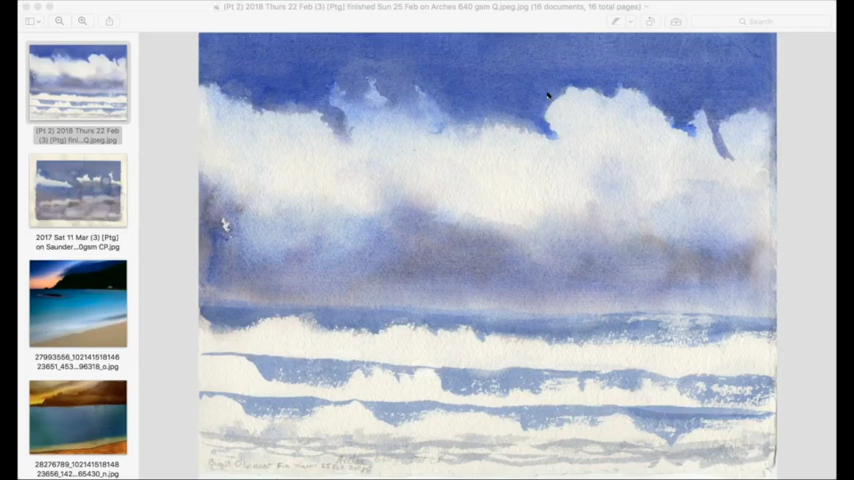 (Pt 2) 2018 Thurs 22 Feb (3) [Ptg] finished Sun 25 Feb on Arches 640 gsm Q.jpeg.jpg (16 documents, 16 total pages)
Search
(Pt 2) 2018 Thurs 22 Feb
(3) [Ptg] fini...Q.jpeg.jpg
2017 Sat 11 Mar (3) [Ptg]
on Saunder...0gsm CP.jpg
27993556_102141518146
23651_453...96318_o.jpg
28276789_102141518148
23656_142...65430_n.jpg